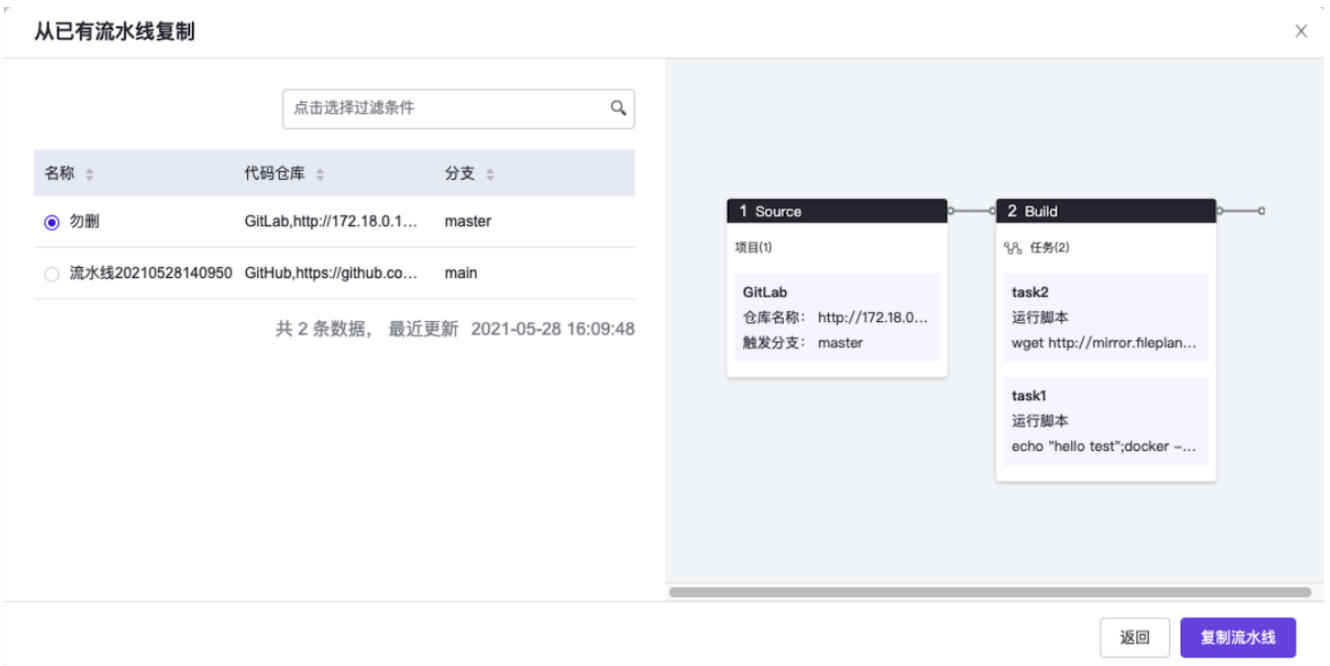 从已有流水线复制
点击选择过滤条件
名称 代码仓库 分支
勿删 GitLab,http://172.18.0.1... master
流水线20210528140950 GitHub,https://github.co... main
共 2 条数据， 最近更新 2021-05-28 16:09:48
1 Source
项目(1)
GitLab
仓库名称： http://172.18.0...
触发分支： master
2 Build
任务(2)
task2
运行脚本
wget http://mirror.fileplan...
task1
运行脚本
echo "hello test";docker –...
返回 复制流水线